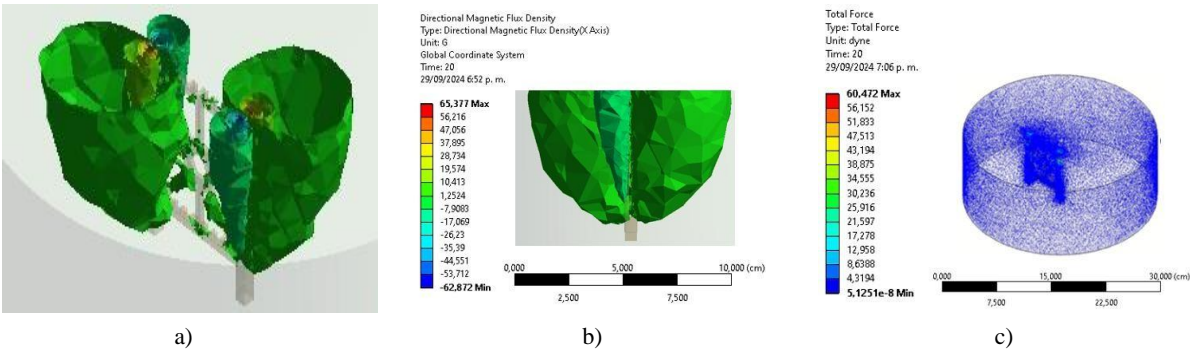 Directional Magnetic Flux Density
Type: Directional Magnetic Flux Density(X Axis)
Unit: G
Global Coordinate System
Time: 20
29/09/2024 6:52 p. m.
65,377 Max
56,216
47,056
37,895
28,734
19,574
10,413
1,2524
-7,9083
-17,069
-26,23
-35,39
-44,551
-53,712
-62,872 Min
0,000 5,000 10,000 (cm)
2,500 7,500
Total Force
Type: Total Force
Unit: dyne
Time: 20
29/09/2024 7:06 p. m.
60,472 Max
56,152
51,833
47,513
43,194
38,875
34,555
30,236
25,916
21,597
17,278
12,958
8,6388
4,3194
5,1251e-8 Min
0,000 15,000 30,000 (cm)
7,500 22,500
a) b) c)